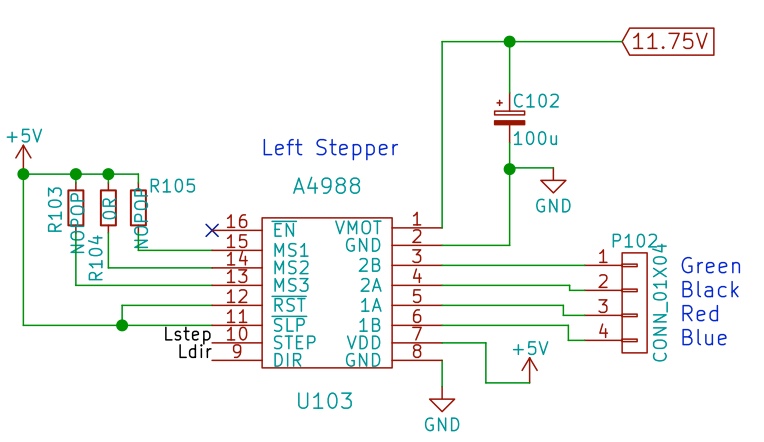 11.75V
C102
100u
+5V
Left Stepper
R105
A4988
GND
R103
NOPOP
0R
NOPOP
R104
16 EN VMOT 1
15 MS1 GND 2
14 MS2 2B 3
13 MS3 2A 4
12 RST 1A 5
11 SLP 1B 6
Lstep 10 STEP VDD 7
Ldir 9 DIR GND 8
P102
CONN_01X04
1 Green
2 Black
3 Red
4 Blue
+5V
U103
GND